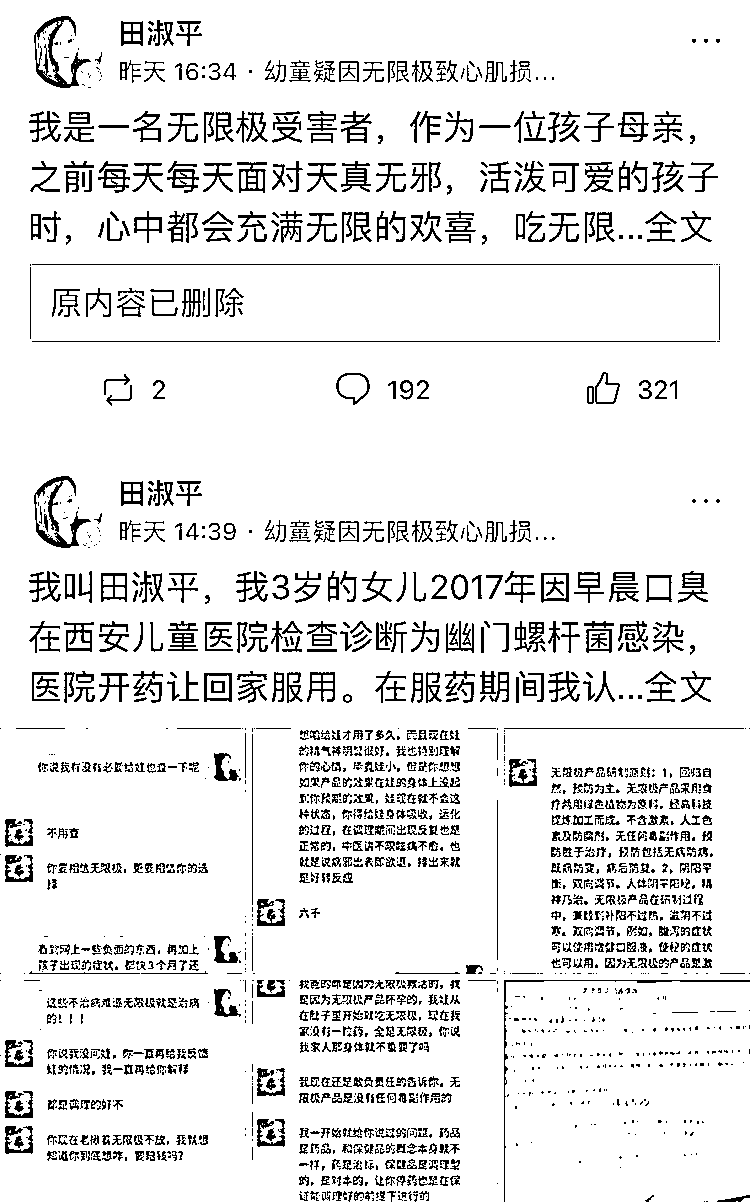 田淑平
昨天 16:34 · 幼童疑因无限极致心肌损...
我是一名无限极受害者，作为一位孩子母亲，
之前每天每天面对天真无邪，活泼可爱的孩子
时，心中都会充满无限的欢喜，吃无限...全文
原内容已删除
2
192
321
田淑平
昨天 14:39 · 幼童疑因无限极致心肌损...
我叫田淑平，我3岁的女儿2017年因早晨口臭
在西安儿童医院检查诊断为幽门螺杆菌感染，
医院开药让回家服用。在服药期间我认...全文
你说我有没有必要给娃也查一下呢
不用查
你要相信无限极，更要相信你的选
择
看到网上一些负面的东西，再加上
孩子出现的症状，都快3个月了还
想咱给娃才用了多久，而且现在娃
的精气神明显很好，我也特别理解
你的心情，毕竟娃小，但是你想想
如果产品的效果在娃的身体上没起
到你预想的效果，娃现在就不会这
种状态，你得给娃身体吸收，运化
的过程，在调理期间出现反复也是
正常的，中医讲不破疏不愈，也
就是说病邪出表即欲退，排出来就
是好转反应
六千
无限极产品研制原则：1，回归自
然，预防为主。无限极产品采用食
疗两用绿色植物为原料，经高科技
提炼加工而成。不含激素，人工色
素及防腐剂，无任何毒副作用。预
防胜于治疗，预防包括无病防病，
既病防变，病后防复。2，阴阳平
衡，双向调节。人体阴平阳秘，精
神乃治。无限极产品在研制过程
中，兼顾到补阳不过热，滋阴不过
寒。双向调节，例如，腹泻的症状
可以使用增健口服液，便秘的症状
也可以用。因为无限极的产品是激
这些不治病难道无限极就是治病
的！！！
你说我没问娃，你一直再给我反馈
娃的情况，我一直再给你解释
都是调理的好不
你现在老揪着无限极不放，我就想
知道你到底想咋，要赔钱吗？
我爸的命是因为无限极救活的，我
是因为无限极产品怀孕的，我娃从
在肚子里开始就吃无限极，现在我
家没有一粒药，全是无限极，你说
我家人那身体就不重要了吗
我现在还是敢负责任的告诉你，无
限极产品是没有任何毒副作用的
我一开始就给你说过的问题，药品
是药品，和保健品的概念本身就不
一样，药是治标，保健品是调理型
的，是对本的，让你停药也是在保
证能调理好的前提下进行的